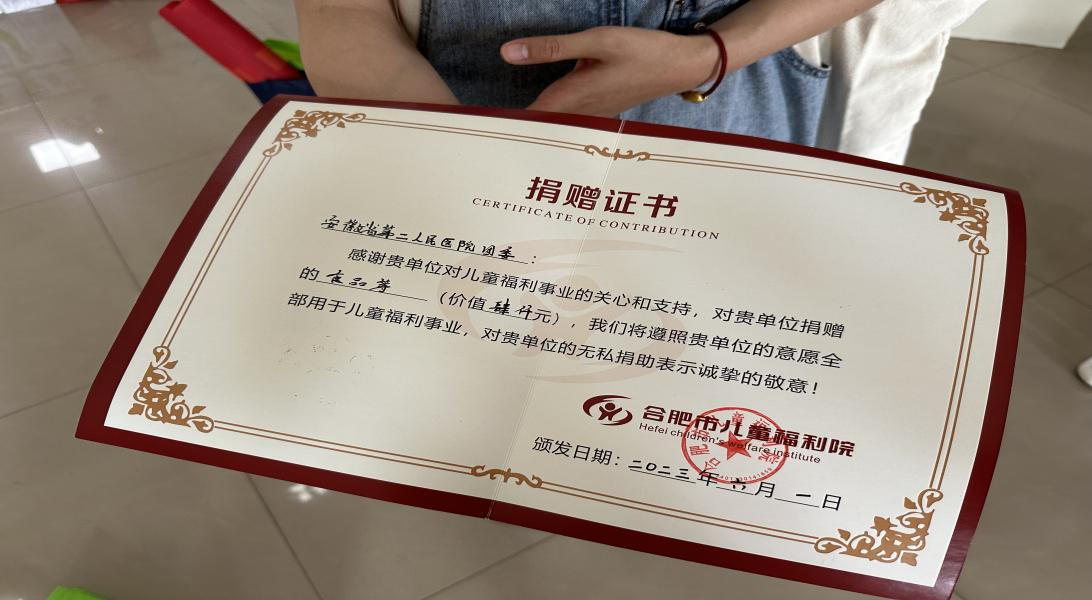 捐赠证书
CERTIFICATE OF CONTRIBUTION
安徽省第二人民医院团委：
感谢贵单位对儿童福利事业的关心和支持，对贵单位捐赠
的食品等（价值肆仟元），我们将遵照贵单位的意愿全
部用于儿童福利事业，对贵单位的无私捐助表示诚挚的敬意！
合肥市儿童福利院
Hefei children's welfare institute
颁发日期：二〇二三年六月一日